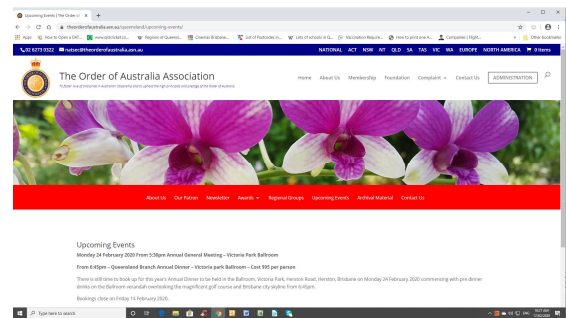 Upcoming Events | The Order o
theorderofaustralia.asn.au/queensland/upcoming-events/
Apps
Other bookmarks
02 6273 0322 natsec@theorderofaustralia.asn.au
NATIONAL ACT NSW NT QLD SA TAS VIC WA EUROPE NORTH AMERICA 0 Items
The Order of Australia Association
Home About Us Membership Foundation Complaint Contact Us ADMINISTRATION
About Us Our Patron Newsletter Awards Regional Groups Upcoming Events Archival Material Contact Us
Upcoming Events
Monday 24 February 2020 From 5:30pm Annual General Meeting – Victoria Park Ballroom
From 6:45pm – Queensland Branch Annual Dinner – Victoria park Ballroom – Cost $95 per person
There is still time to book up for this year's Annual Dinner to be held in the Ballroom, Victoria Park, Herston Road, Herston, Brisbane on Monday 24 February 2020 commencing with pre dinner
drinks on the Ballroom verandah overlooking the magnificent golf course and Brisbane city skyline from 6:45pm.
Bookings close on Friday 14 February 2020.
Type here to search
ENG